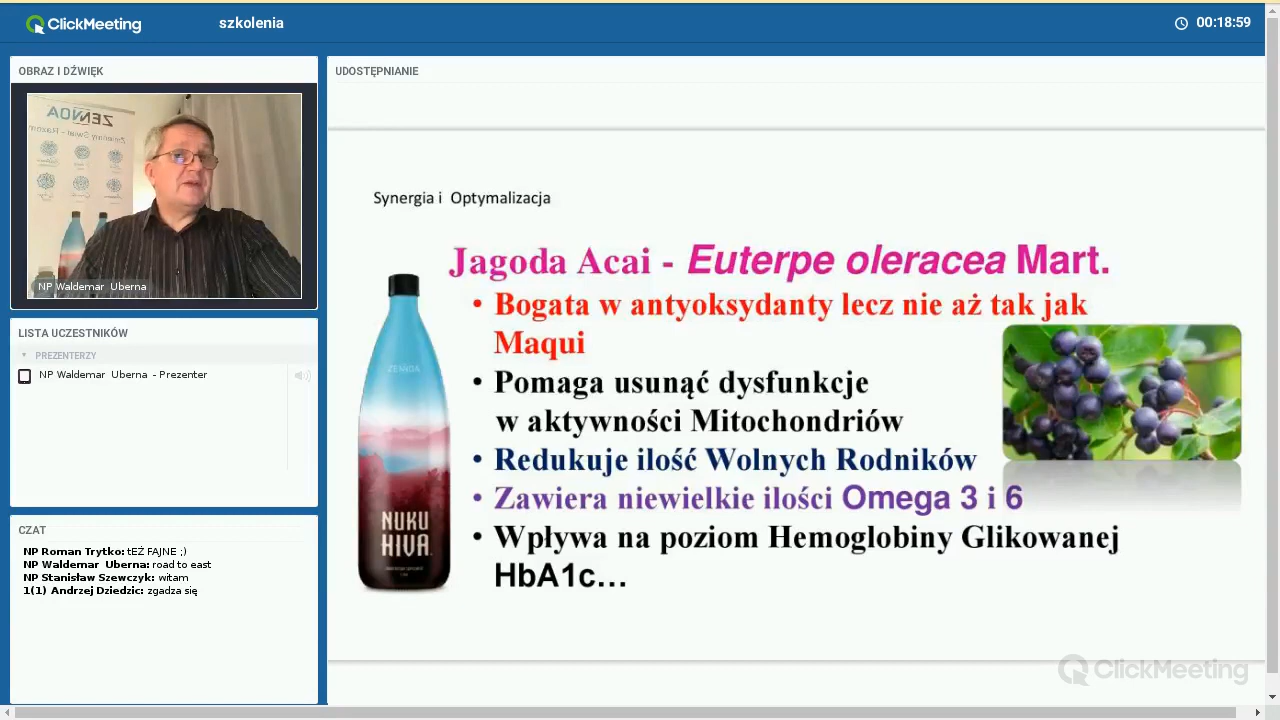 ClickMeeting
szkolenia
00:18:59
OBRAZ I DŹWIĘK
ZENNOA
NP Waldemar Uberna
LISTA UCZESTNIKÓW
PREZENTERZY
NP Waldemar Uberna - Prezenter
CZAT
NP Roman Trytko: tEŻ FAJNE ;)
NP Waldemar Uberna: road to east
NP Stanisław Szewczyk: witam
1(1) Andrzej Dziedzic: zgadza się
UDOSTĘPNIANIE
Synergia i Optymalizacja
Jagoda Acai - Euterpe oleracea Mart.
• Bogata w antyoksydanty lecz nie aż tak jak
Maqui
• Pomaga usunąć dysfunkcje
w aktywności Mitochondriów
• Redukuje ilość Wolnych Rodników
• Zawiera niewielkie ilości Omega 3 i 6
• Wpływa na poziom Hemoglobiny Glikowanej
HbA1c...
ZENNOA
NUKU
HIVA
ClickMeeting